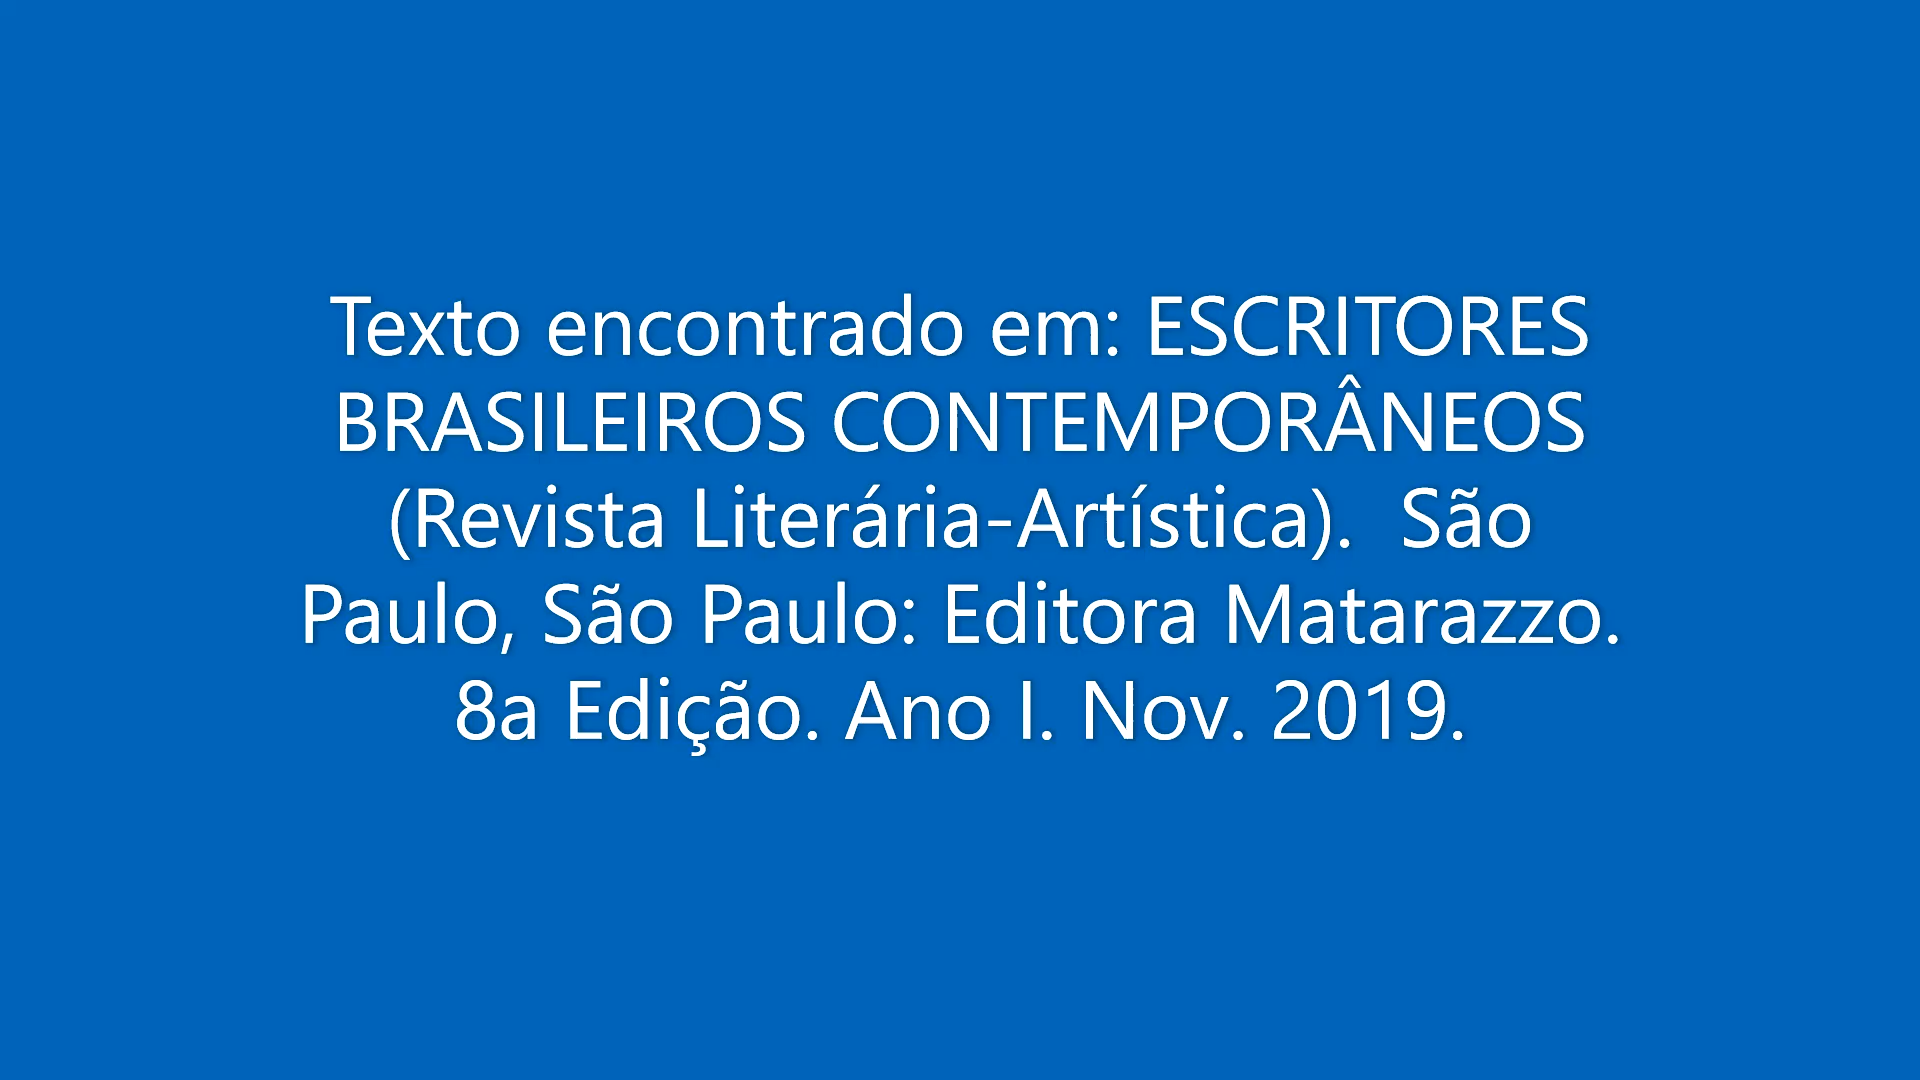 Texto encontrado em: ESCRITORES
BRASILEIROS CONTEMPORÂNEOS
(Revista Literária-Artística).  São
Paulo, São Paulo: Editora Matarazzo.
8a Edição. Ano I. Nov. 2019.